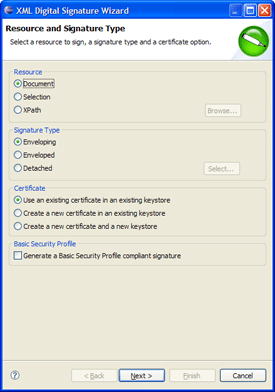 XML Digital Signature Wizard
Resource and Signature Type
Select a resource to sign, a signature type and a certificate option.
Resource
Document
Selection
XPath
Browse...
Signature Type
Enveloping
Enveloped
Detached
Select...
Certificate
Use an existing certificate in an existing keystore
Create a new certificate in an existing keystore
Create a new certificate and a new keystore
Basic Security Profile
Generate a Basic Security Profile compliant signature
?
< Back
Next >
Finish
Cancel